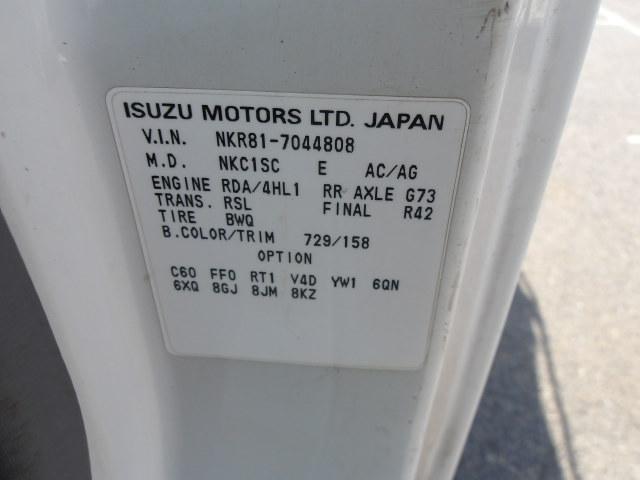 ISUZU MOTORS LTD. JAPAN
V.I.N. NKR81-7044808
M.D. NKC1SC E AC/AG
ENGINE RDA/4HL1 RR AXLE G73
TRANS. RSL FINAL R42
TIRE BWQ
B.COLOR/TRIM 729/158
OPTION
C60 FF0 RT1 V4D YW1 6QN
6XQ 8GJ 8JM 8KZ